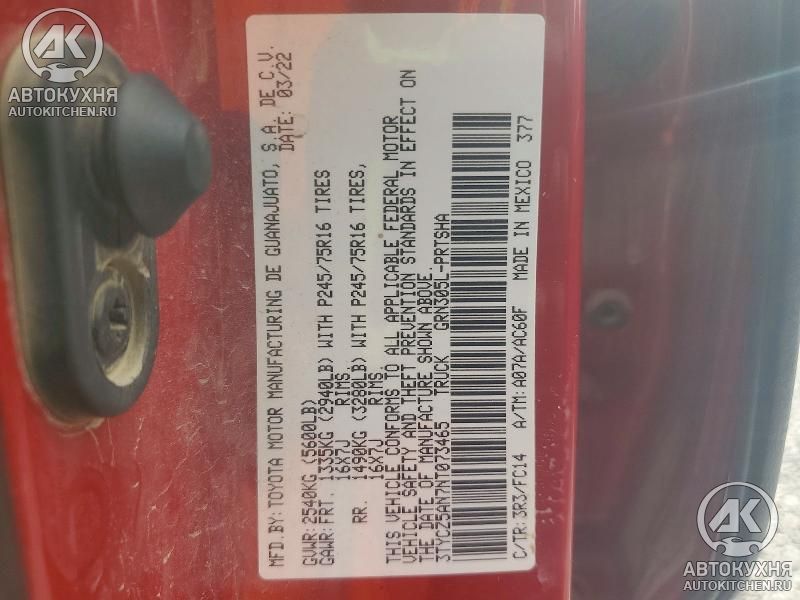 MFD.BY:TOYOTA MOTOR MANUFACTURING DE GUANAJUATO, S.A. DE C.V.
DATE: 03/22
GVWR:2540KG (5600LB)
GAWR:FRT. 1335KG (2940LB) WITH P245/75R16 TIRES
16X7J RIMS.
RR. 1490KG (3280LB) WITH P245/75R16 TIRES,
16X7J RIMS.
THIS VEHICLE CONFORMS TO ALL APPLICABLE FEDERAL MOTOR
VEHICLE SAFETY AND THEFT PREVENTION STANDARDS IN EFFECT ON
THE DATE OF MANUFACTURE SHOWN ABOVE.
3TYCZ5AN7NT073465 TRUCK GRN305L-PRTSHA
C/TR:3R3/FC14 A/TM:A07A/AC60F MADE IN MEXICO 377
АК
АВТОКУХНЯ
AUTOKITCHEN.RU
АК
АВТОКУХНЯ
AUTOKITCHEN.RU